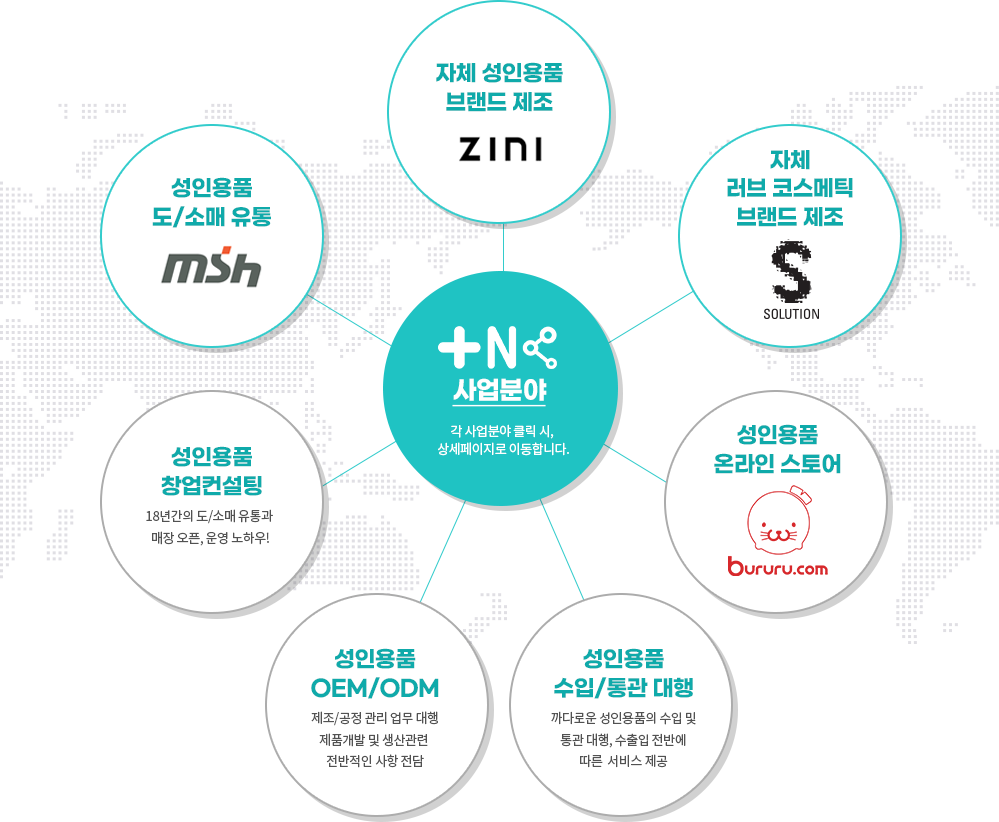 자체 성인용품
브랜드 제조
ZINI
성인용품
도/소매 유통
msh
자체
러브 코스메틱
브랜드 제조
S
SOLUTION
+N
사업분야
각 사업분야 클릭 시,
상세페이지로 이동합니다.
성인용품
창업컨설팅
18년간의 도/소매 유통과
매장 오픈, 운영 노하우!
성인용품
온라인 스토어
bururu.com
성인용품
OEM/ODM
제조/공정 관리 업무 대행
제품개발 및 생산관련
전반적인 사항 전담
성인용품
수입/통관 대행
까다로운 성인용품의 수입 및
통관 대행, 수출입 전반에
따른 서비스 제공